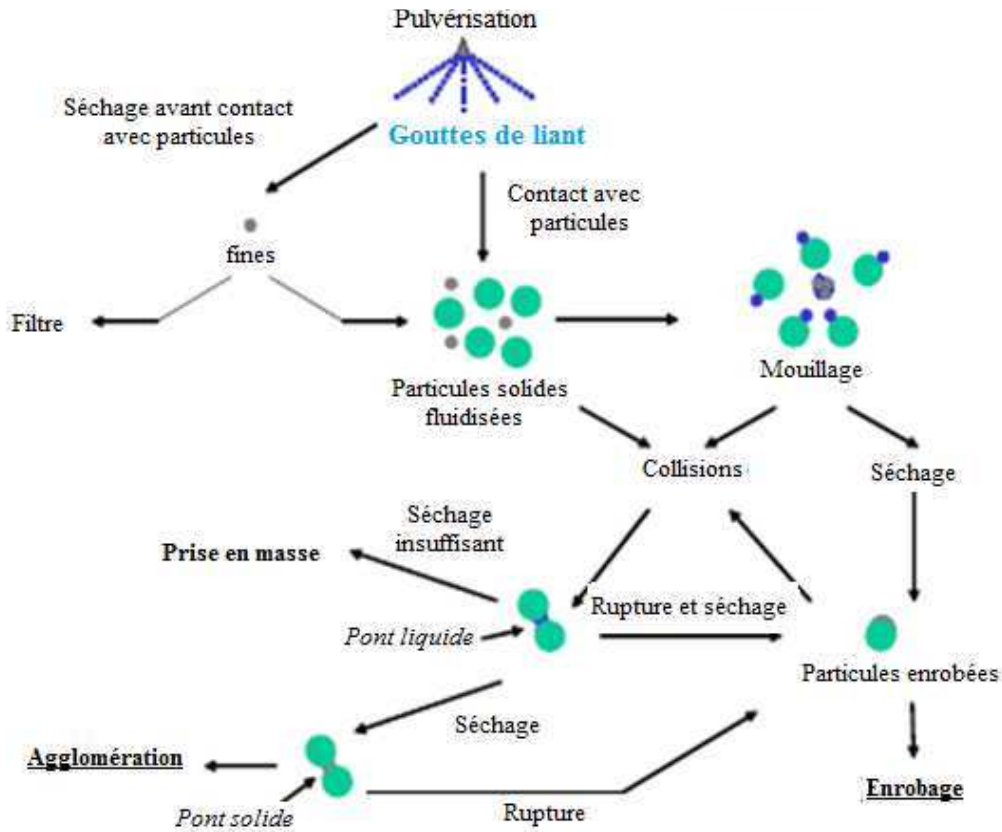 Pulvérisation
Séchage avant contact
avec particules
Gouttes de liant
Contact avec
particules
fines
Filtre
Particules solides
fluidisées
Mouillage
Collisions
Séchage
Séchage
insuffisant
Prise en masse
Rupture et séchage
Pont liquide
Particules enrobées
Séchage
Agglomération
Pont solide
Rupture
Enrobage